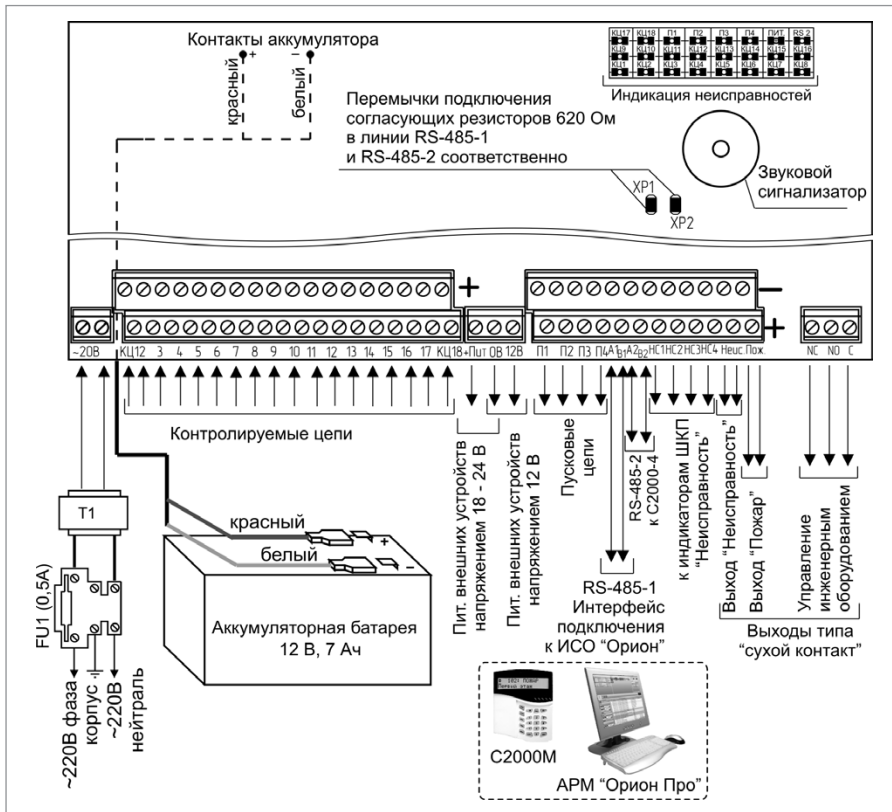 Контакты аккумулятора
+
−
красный
белый
КЦ17 КЦ18 П1 П2 П3 П4 ПИТ. RS 2
КЦ9 КЦ10 КЦ11 КЦ12 КЦ13 КЦ14 КЦ15 КЦ16
КЦ1 КЦ2 КЦ3 КЦ4 КЦ5 КЦ6 КЦ7 КЦ8
Индикация неисправностей
Перемычки подключения
согласующих резисторов 620 Ом
в линии RS-485-1
и RS-485-2 соответственно
XP1
XP2
Звуковой
сигнализатор
+
−
+
~20В
КЦ1 2 3 4 5 6 7 8 9 10 11 12 13 14 15 16 17 КЦ18
+Пит 0В 12В
П1 П2 П3 П4 A1 B1 A2 B2 НС1 НС2 НС3 НС4 Неис Пож
NC NO C
Контролируемые цепи
Пит. внешних устройств
напряжением 18 - 24 В
Пит. внешних устройств
напряжением 12 В
Пусковые
цепи
RS-485-2
к С2000-4
к индикаторам ШКП
“Неисправность”
Выход “Неисправность”
Выход “Пожар”
Управление
инженерным
оборудованием
RS-485-1
Интерфейс
подключения
к ИСО “Орион”
Выходы типа
“сухой контакт”
T1
FU1 (0,5А)
~220В фаза
корпус
~220В
нейтраль
красный
белый
+
−
Аккумуляторная батарея
12 В, 7 Ач
С2000М
АРМ “Орион Про”